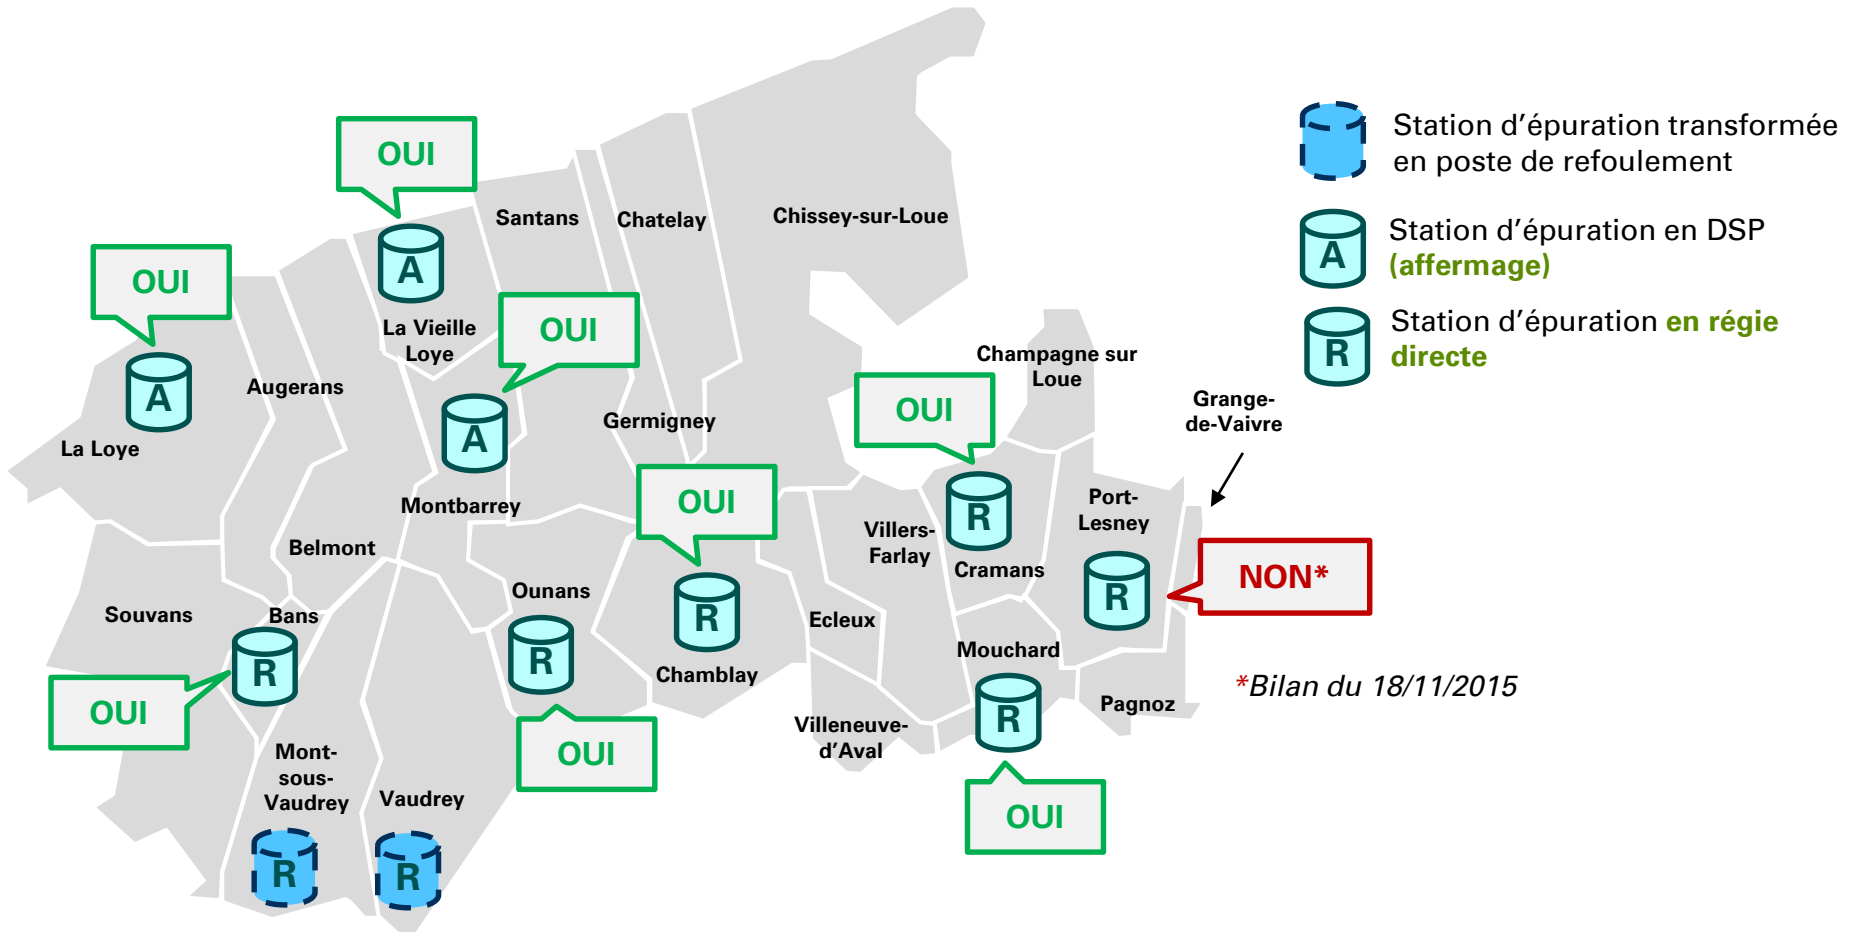 OUI
Station d'épuration transformée
en poste de refoulement
Santans
Chatelay
Chissey-sur-Loue
Station d'épuration en DSP
(affermage)
A
A
OUI
La Vieille
Loye
OUI
Station d'épuration en régie
directe
R
Champagne sur
Loue
Augerans
A
OUI
Grange-
de-Vaivre
Germigney
La Loye
A
Montbarrey
OUI
Port-
Lesney
R
Villers-
Farlay
Cramans
Belmont
NON*
Ounans
R
Souvans
Bans
R
Ecleux
Mouchard
R
R
Chamblay
*Bilan du 18/11/2015
OUI
Pagnoz
R
Villeneuve-
d'Aval
OUI
Mont-
sous-
Vaudrey
Vaudrey
OUI
R
R